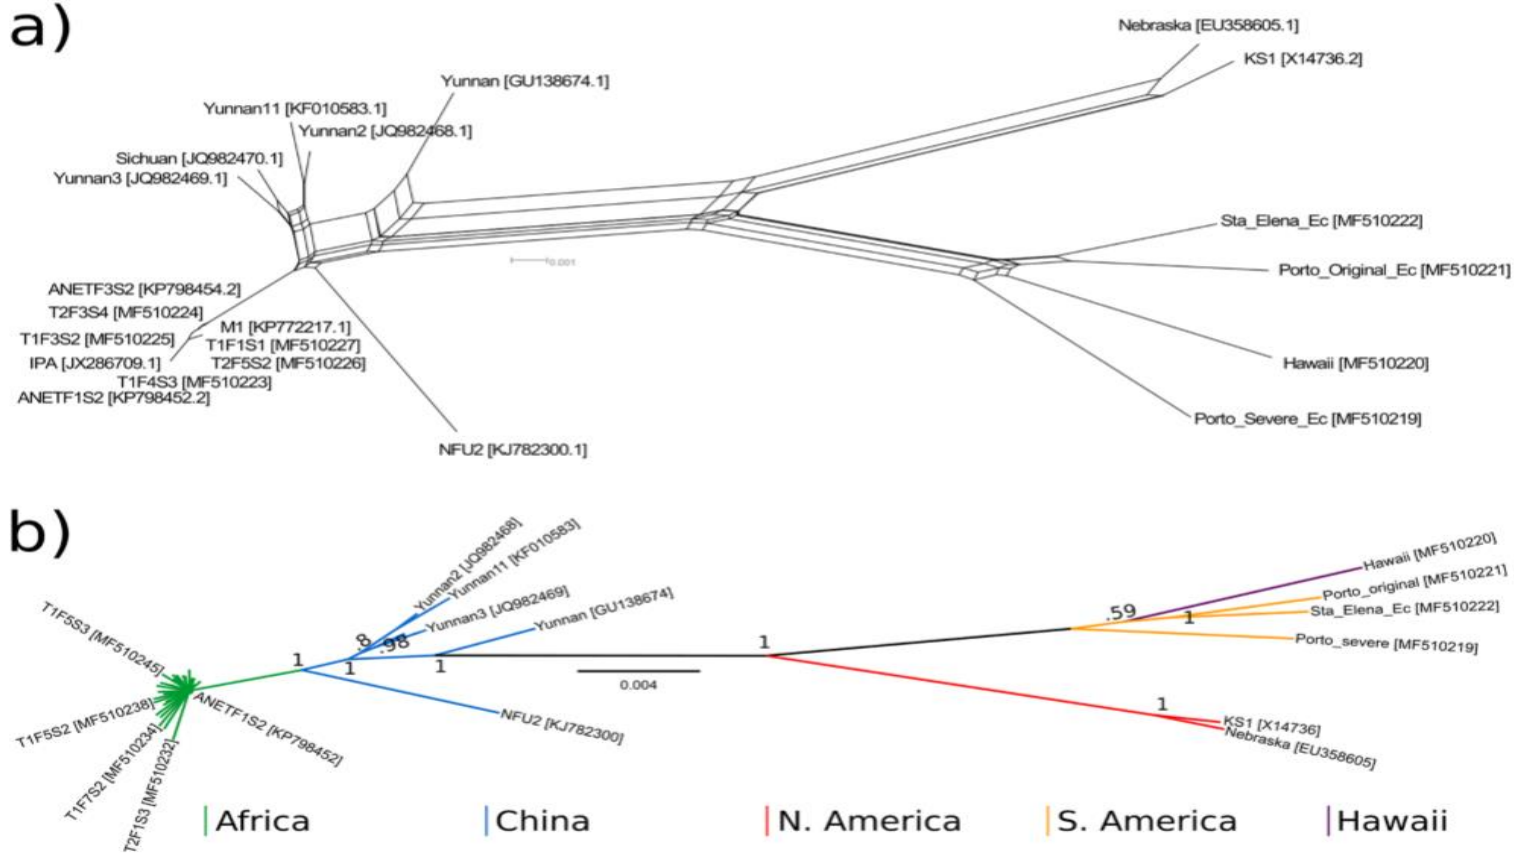 a)
Nebraska [EU358605.1]
KS1 [X14736.2]
Yunnan [GU138674.1]
Yunnan11 [KF010583.1]
Yunnan2 [JQ982468.1]
Sichuan [JQ982470.1]
Yunnan3 [JQ982469.1]
Sta_Elena_Ec [MF510222]
0.001
Porto_Original_Ec [MF510221]
ANETF3S2 [KP798454.2]
T2F3S4 [MF510224]
M1 [KP772217.1]
T1F3S2 [MF510225]
T1F1S1 [MF510227]
IPA [JX286709.1]
T2F5S2 [MF510226]
Hawaii [MF510220]
T1F4S3 [MF510223]
ANETF1S2 [KP798452.2]
Porto_Severe_Ec [MF510219]
NFU2 [KJ782300.1]
b)
Yunnan2 [JQ982468]
Yunnan11 [KF010583]
Yunnan3 [JQ982469]
Yunnan [GU138674]
Hawaii [MF510220]
Porto_original [MF510221]
Sta_Elena_Ec [MF510222]
Porto_severe [MF510219]
.59
1
.8
.98
1
1
1
1
0.004
T1F5S3 [MF510245]
ANETF1S2 [KP798452]
T1F5S2 [MF510238]
T1F7S2 [MF510234]
T2F1S3 [MF510232]
NFU2 [KJ782300]
1
KS1 [X14736]
Nebraska [EU358605]
Africa
China
N. America
S. America
Hawaii